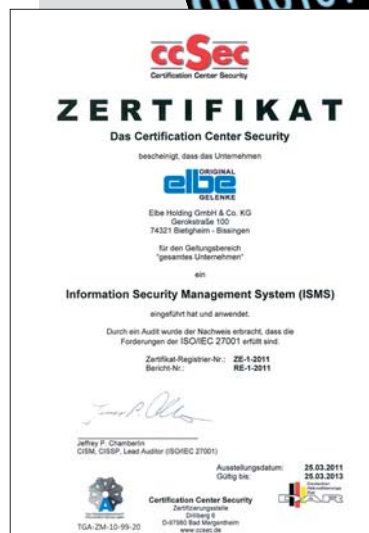 ccSec
Certification Center Security
ZERTIFIKAT
Das Certification Center Security
bescheinigt, dass das Unternehmen
ORIGINAL
elbe
GELENKE
Elbe Holding GmbH & Co. KG
Gerokstraße 100
74321 Bietigheim - Bissingen
für den Geltungsbereich
"gesamtes Unternehmen"
ein
Information Security Management System (ISMS)
eingeführt hat und anwendet.
Durch ein Audit wurde der Nachweis erbracht, dass die
Forderungen der ISO/IEC 27001 erfüllt sind.
Zertifikat-Registrier-Nr.: ZE-1-2011
Bericht-Nr.: RE-1-2011
Jeffrey P. Chamberlin
CISM, CISSP, Lead Auditor (ISO/IEC 27001)
Ausstellungsdatum: 25.03.2011
Gültig bis: 25.03.2013
TGA-ZM-10-99-20
Certification Center Security
Zertifizierungsstelle
Drillberg 6
D-97980 Bad Mergentheim
www.ccsec.de
DAR